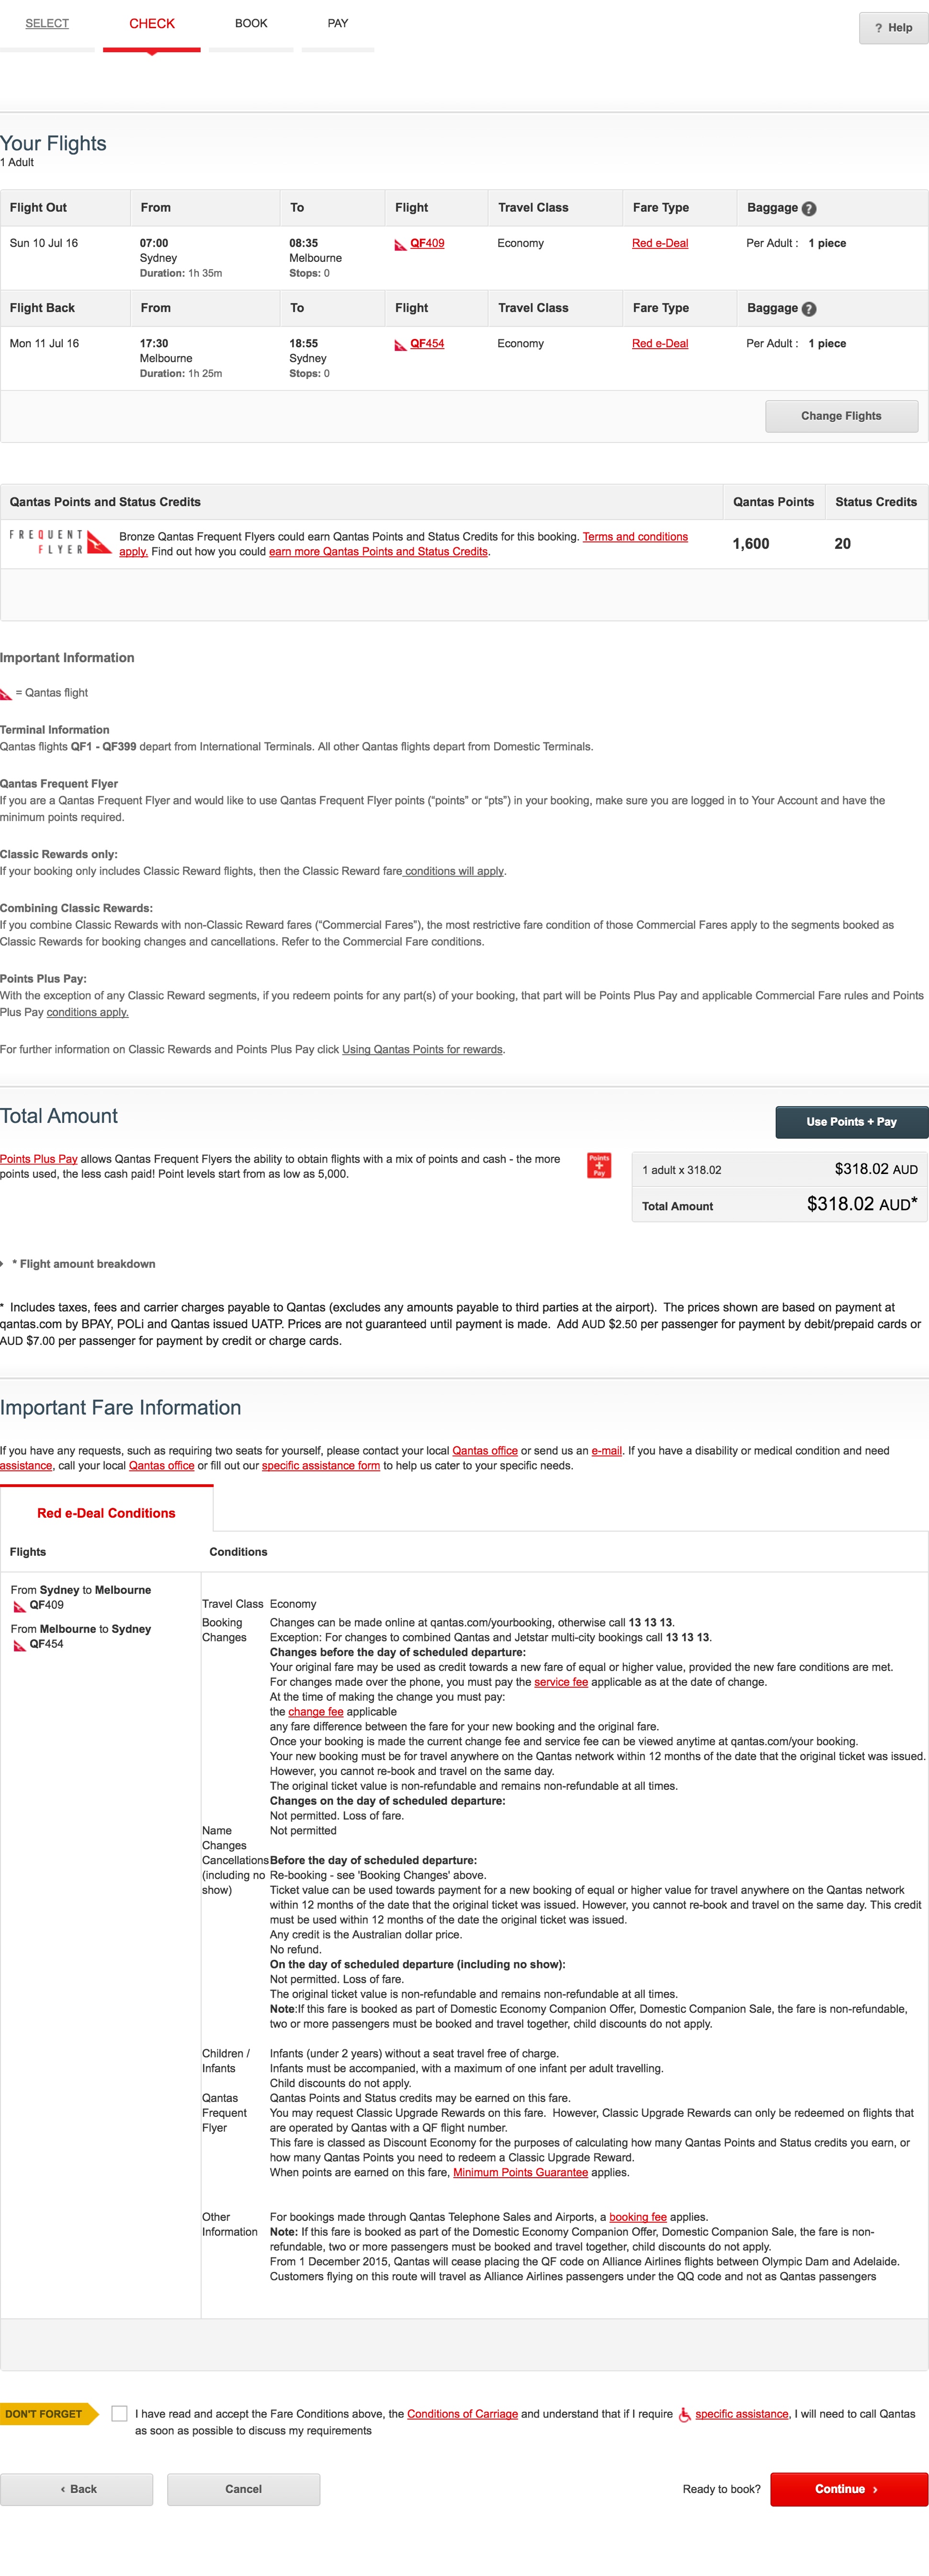 SELECT
CHECK
BOOK
PAY
? Help
Your Flights
1 Adult
Flight Out From To Flight Travel Class Fare Type Baggage ?
Sun 10 Jul 16 07:00 08:35 QF409 Economy Red e-Deal Per Adult : 1 piece
Sydney Melbourne
Duration: 1h 35m Stops: 0
Flight Back From To Flight Travel Class Fare Type Baggage ?
Mon 11 Jul 16 17:30 18:55 QF454 Economy Red e-Deal Per Adult : 1 piece
Melbourne Sydney
Duration: 1h 25m Stops: 0
Change Flights
Qantas Points and Status Credits Qantas Points Status Credits
FREQUENT
FLYER
Bronze Qantas Frequent Flyers could earn Qantas Points and Status Credits for this booking. Terms and conditions
apply. Find out how you could earn more Qantas Points and Status Credits.
1,600 20
Important Information
= Qantas flight
Terminal Information
Qantas flights QF1 - QF399 depart from International Terminals. All other Qantas flights depart from Domestic Terminals.
Qantas Frequent Flyer
If you are a Qantas Frequent Flyer and would like to use Qantas Frequent Flyer points (“points” or “pts”) in your booking, make sure you are logged in to Your Account and have the
minimum points required.
Classic Rewards only:
If your booking only includes Classic Reward flights, then the Classic Reward fare conditions will apply.
Combining Classic Rewards:
If you combine Classic Rewards with non-Classic Reward fares (“Commercial Fares”), the most restrictive fare condition of those Commercial Fares apply to the segments booked as
Classic Rewards for booking changes and cancellations. Refer to the Commercial Fare conditions.
Points Plus Pay:
With the exception of any Classic Reward segments, if you redeem points for any part(s) of your booking, that part will be Points Plus Pay and applicable Commercial Fare rules and Points
Plus Pay conditions apply.
For further information on Classic Rewards and Points Plus Pay click Using Qantas Points for rewards.
Total Amount
Use Points + Pay
Points Plus Pay allows Qantas Frequent Flyers the ability to obtain flights with a mix of points and cash - the more
points used, the less cash paid! Point levels start from as low as 5,000.
Points
+
Pay
1 adult x 318.02 $318.02 AUD
Total Amount $318.02 AUD*
* Flight amount breakdown
* Includes taxes, fees and carrier charges payable to Qantas (excludes any amounts payable to third parties at the airport). The prices shown are based on payment at
qantas.com by BPAY, POLi and Qantas issued UATP. Prices are not guaranteed until payment is made. Add AUD $2.50 per passenger for payment by debit/prepaid cards or
AUD $7.00 per passenger for payment by credit or charge cards.
Important Fare Information
If you have any requests, such as requiring two seats for yourself, please contact your local Qantas office or send us an e-mail. If you have a disability or medical condition and need
assistance, call your local Qantas office or fill out our specific assistance form to help us cater to your specific needs.
Red e-Deal Conditions
Flights Conditions
From Sydney to Melbourne
QF409
From Melbourne to Sydney
QF454
Travel Class Economy
Booking Changes
Changes can be made online at qantas.com/yourbooking, otherwise call 13 13 13.
Exception: For changes to combined Qantas and Jetstar multi-city bookings call 13 13 13.
Changes before the day of scheduled departure:
Your original fare may be used as credit towards a new fare of equal or higher value, provided the new fare conditions are met.
For changes made over the phone, you must pay the service fee applicable as at the date of change.
At the time of making the change you must pay:
the change fee applicable
any fare difference between the fare for your new booking and the original fare.
Once your booking is made the current change fee and service fee can be viewed anytime at qantas.com/your booking.
Your new booking must be for travel anywhere on the Qantas network within 12 months of the date that the original ticket was issued.
However, you cannot re-book and travel on the same day.
The original ticket value is non-refundable and remains non-refundable at all times.
Changes on the day of scheduled departure:
Not permitted. Loss of fare.
Name Changes
Not permitted
Cancellations (including no show)
Before the day of scheduled departure:
Re-booking - see 'Booking Changes' above.
Ticket value can be used towards payment for a new booking of equal or higher value for travel anywhere on the Qantas network
within 12 months of the date that the original ticket was issued. However, you cannot re-book and travel on the same day. This credit
must be used within 12 months of the date the original ticket was issued.
Any credit is the Australian dollar price.
No refund.
On the day of scheduled departure (including no show):
Not permitted. Loss of fare.
The original ticket value is non-refundable and remains non-refundable at all times.
Note:If this fare is booked as part of Domestic Economy Companion Offer, Domestic Companion Sale, the fare is non-refundable,
two or more passengers must be booked and travel together, child discounts do not apply.
Children / Infants
Infants (under 2 years) without a seat travel free of charge.
Infants must be accompanied, with a maximum of one infant per adult travelling.
Child discounts do not apply.
Qantas Frequent Flyer
Qantas Points and Status credits may be earned on this fare.
You may request Classic Upgrade Rewards on this fare. However, Classic Upgrade Rewards can only be redeemed on flights that
are operated by Qantas with a QF flight number.
This fare is classed as Discount Economy for the purposes of calculating how many Qantas Points and Status credits you earn, or
how many Qantas Points you need to redeem a Classic Upgrade Reward.
When points are earned on this fare, Minimum Points Guarantee applies.
Other Information
For bookings made through Qantas Telephone Sales and Airports, a booking fee applies.
Note: If this fare is booked as part of the Domestic Economy Companion Offer, Domestic Companion Sale, the fare is non-
refundable, two or more passengers must be booked and travel together, child discounts do not apply.
From 1 December 2015, Qantas will cease placing the QF code on Alliance Airlines flights between Olympic Dam and Adelaide.
Customers flying on this route will travel as Alliance Airlines passengers under the QQ code and not as Qantas passengers
DON'T FORGET
I have read and accept the Fare Conditions above, the Conditions of Carriage and understand that if I require specific assistance, I will need to call Qantas
as soon as possible to discuss my requirements
‹ Back
Cancel
Ready to book?
Continue ›